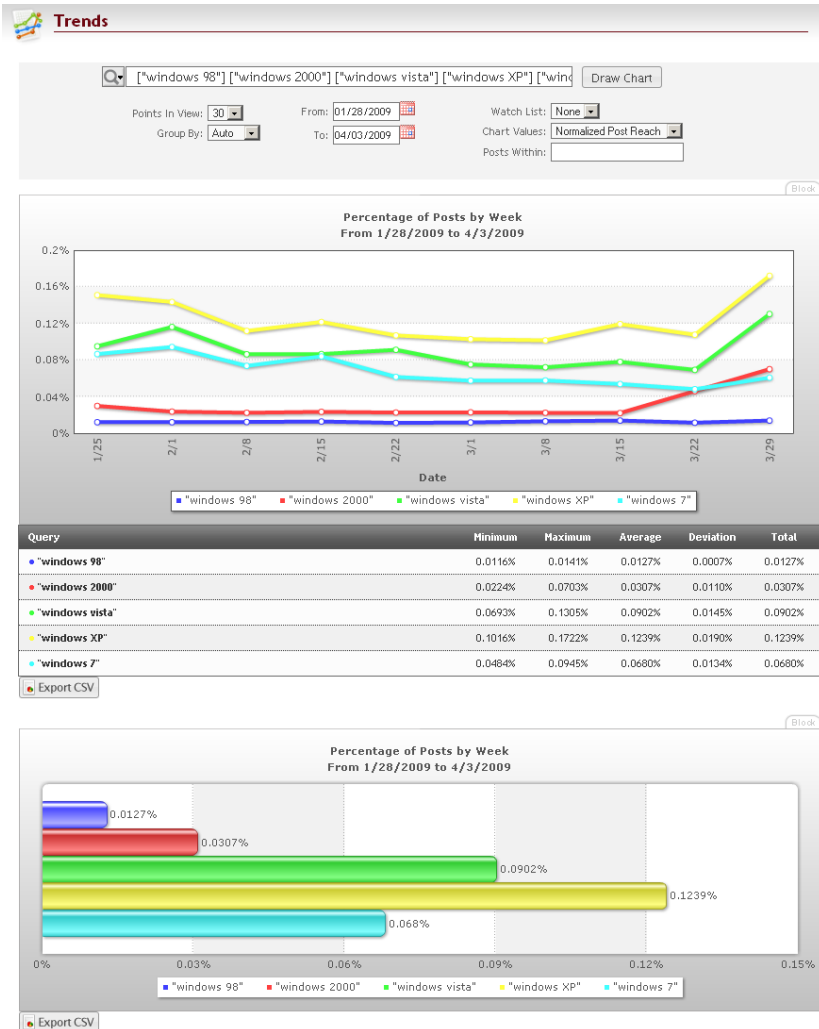 Trends
["windows 98"] ["windows 2000"] ["windows vista"] ["windows XP"] ["wind Draw Chart
Points In View: 30 From: 01/28/2009 Watch List: None
Group By: Auto To: 04/03/2009 Chart Values: Normalized Post Reach
Posts Within:
Block
Percentage of Posts by Week
From 1/28/2009 to 4/3/2009
0.2%
0.16%
0.12%
0.08%
0.04%
0%
1/25 2/1 2/8 2/15 2/22 3/1 3/8 3/15 3/22 3/29
Date
"windows 98" "windows 2000" "windows vista" "windows XP" "windows 7"
Query Minimum Maximum Average Deviation Total
"windows 98" 0.0116% 0.0141% 0.0127% 0.0007% 0.0127%
"windows 2000" 0.0224% 0.0703% 0.0307% 0.0110% 0.0307%
"windows vista" 0.0693% 0.1305% 0.0902% 0.0145% 0.0902%
"windows XP" 0.1016% 0.1722% 0.1239% 0.0190% 0.1239%
"windows 7" 0.0484% 0.0945% 0.0680% 0.0134% 0.0680%
Export CSV
Block
Percentage of Posts by Week
From 1/28/2009 to 4/3/2009
0.0127%
0.0307%
0.0902%
0.1239%
0.068%
0% 0.03% 0.06% 0.09% 0.12% 0.15%
"windows 98" "windows 2000" "windows vista" "windows XP" "windows 7"
Export CSV